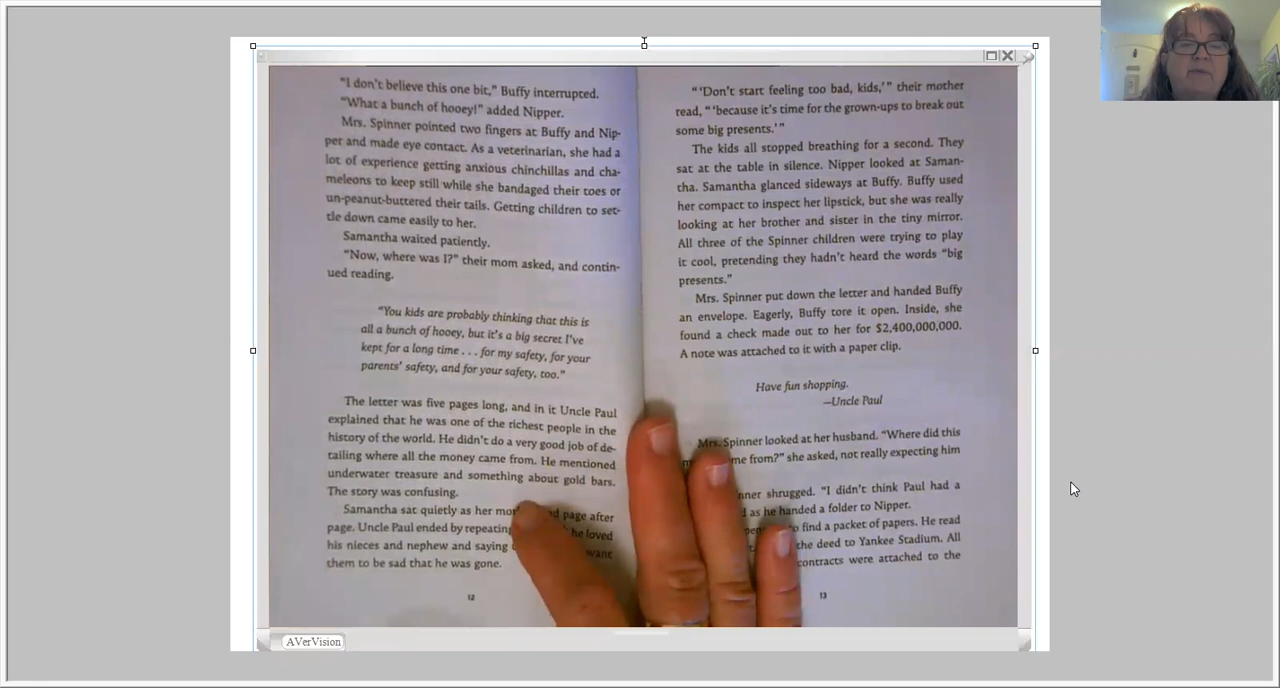 "I don't believe this one bit," Buffy interrupted.
"What a bunch of hooey!" added Nipper.
Mrs. Spinner pointed two fingers at Buffy and Nip-
per and made eye contact. As a veterinarian, she had a
lot of experience getting anxious chinchillas and cha-
meleons to keep still while she bandaged their toes or
un-peanut-buttered their tails. Getting children to set-
tle down came easily to her.
Samantha waited patiently.
"Now, where was I?" their mom asked, and contin-
ued reading.
"You kids are probably thinking that this is
all a bunch of hooey, but it's a big secret I've
kept for a long time . . . for my safety, for your
parents' safety, and for your safety, too."
The letter was five pages long, and in it Uncle Paul
explained that he was one of the richest people in the
history of the world. He didn't do a very good job of de-
tailing where all the money came from. He mentioned
underwater treasure and something about gold bars.
The story was confusing.
Samantha sat quietly as her page after
page. Uncle Paul ended by repeating he loved
his nieces and nephew and saying want
them to be sad that he was gone.
12
"'Don't start feeling too bad, kids,'" their mother
read, "'because it's time for the grown-ups to break out
some big presents.'"
The kids all stopped breathing for a second. They
sat at the table in silence. Nipper looked at Saman-
tha. Samantha glanced sideways at Buffy. Buffy used
her compact to inspect her lipstick, but she was really
looking at her brother and sister in the tiny mirror.
All three of the Spinner children were trying to play
it cool, pretending they hadn't heard the words "big
presents."
Mrs. Spinner put down the letter and handed Buffy
an envelope. Eagerly, Buffy tore it open. Inside, she
found a check made out to her for $2,400,000,000.
A note was attached to it with a paper clip.
Have fun shopping.
—Uncle Paul
Mrs. Spinner looked at her husband. "Where did this
come from?" she asked, not really expecting him
shrugged. "I didn't think Paul had a
as he handed a folder to Nipper.
to find a packet of papers. He read
the deed to Yankee Stadium. All
contracts were attached to the
13
AVerVision